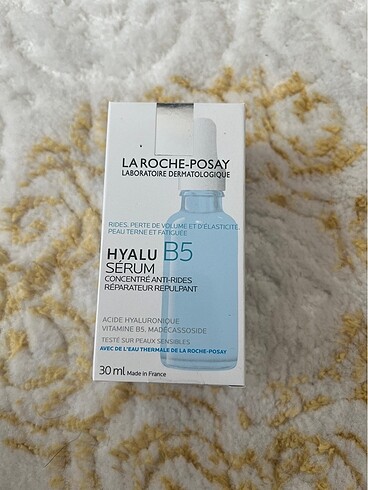 LA ROCHE-POSAY
LABORATOIRE DERMATOLOGIQUE
RIDES, PERTE DE VOLUME ET D'ÉLASTICITÉ,
PEAU TERNE ET FATIGUÉE
HYALU B5
SÉRUM
CONCENTRÉ ANTI-RIDES
RÉPARATEUR REPULPANT
ACIDE HYALURONIQUE
VITAMINE B5, MADÉCASSOSIDE
TESTÉ SUR PEAUX SENSIBLES
AVEC DE L'EAU THERMALE DE LA ROCHE-POSAY
30 ml Made in France